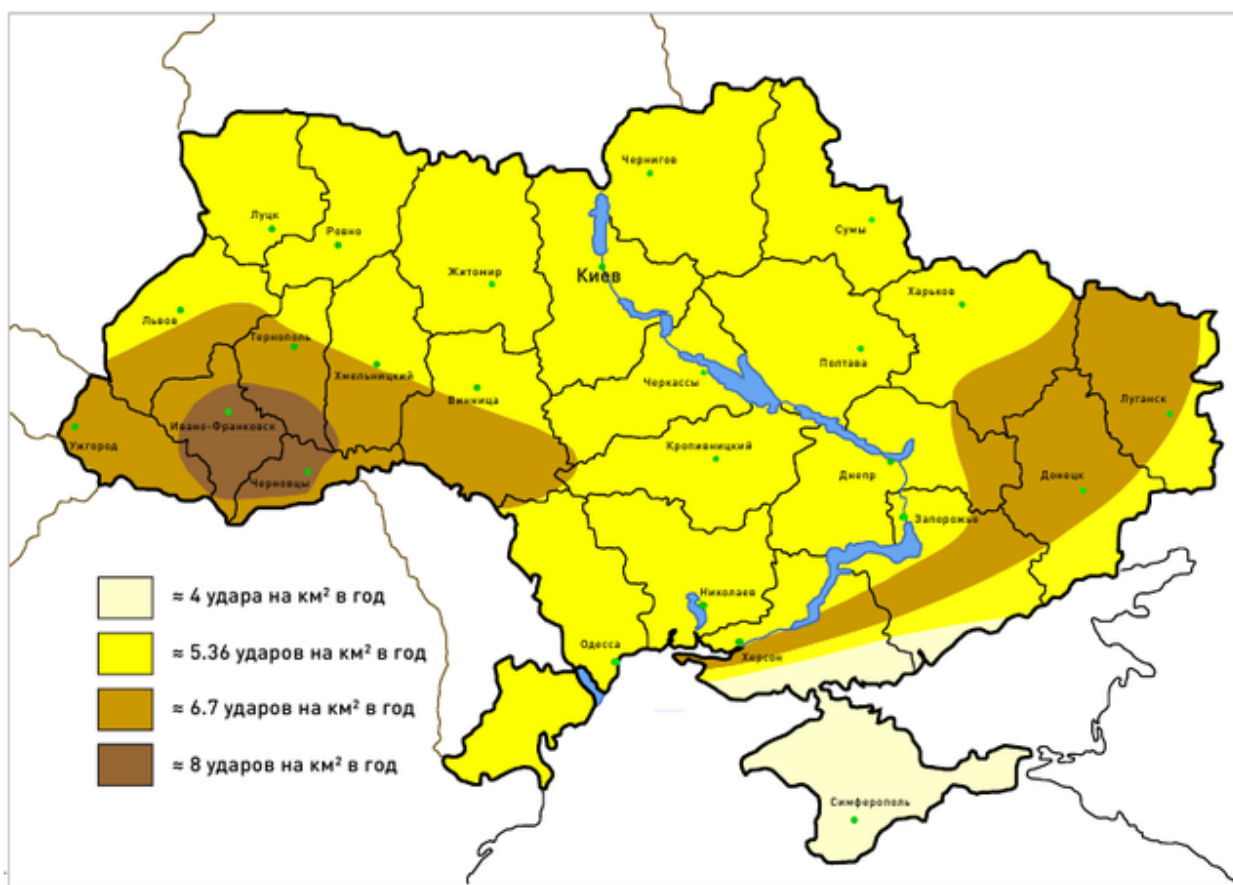 Чернигов
Луцк
Ровно
Сумы
Житомир
Киев
Харьков
Львов
Тернополь
Хмельницкий
Винница
Черкассы
Полтава
Ужгород
Ивано-Франковск
Черновцы
Кропивницкий
Днепр
Донецк
Луганск
Запорожье
Николаев
Одесса
Херсон
Симферополь
≈ 4 удара на км² в год
≈ 5.36 ударов на км² в год
≈ 6.7 ударов на км² в год
≈ 8 ударов на км² в год